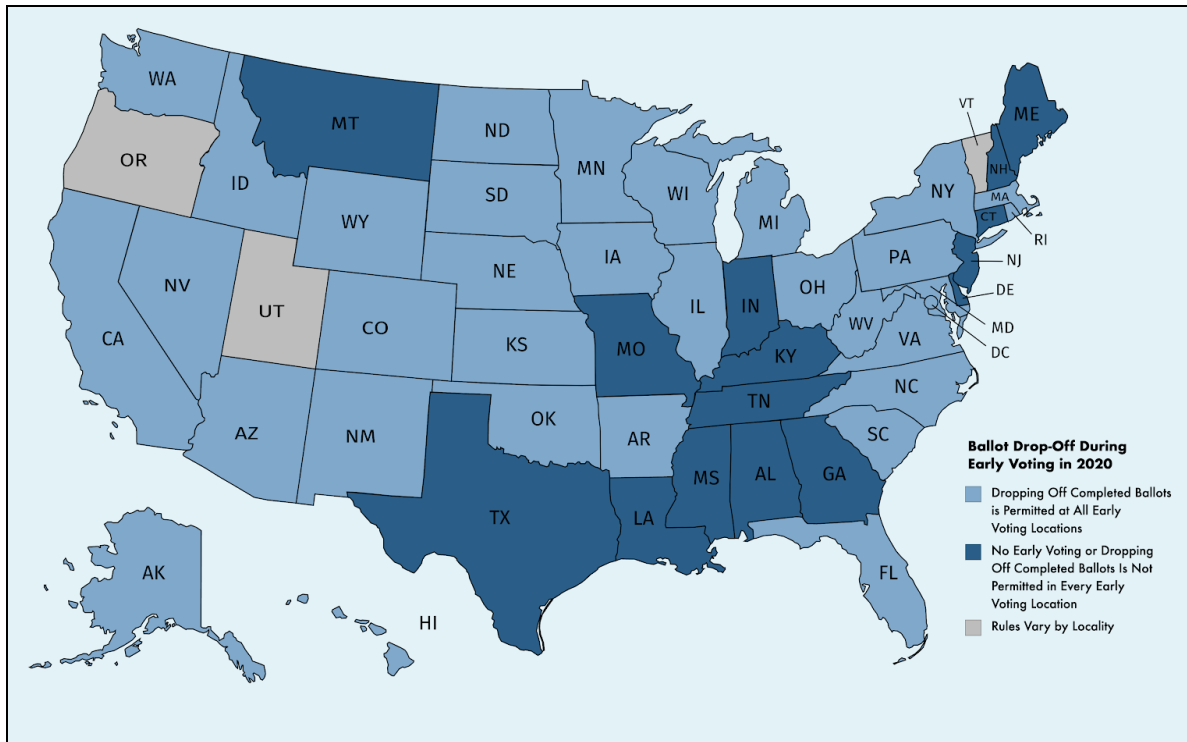 WA
MT
ND
MN
VT
ME
OR
ID
SD
WI
MI
NY
NH
MA
CT
RI
WY
NE
IA
PA
NJ
NV
UT
CO
IL
IN
OH
DE
CA
KS
MO
KY
WV
VA
MD
DC
AZ
NM
OK
AR
TN
NC
SC
TX
LA
MS
AL
GA
FL
AK
HI
Ballot Drop-Off During
Early Voting in 2020
Dropping Off Completed Ballots
is Permitted at All Early
Voting Locations
No Early Voting or Dropping
Off Completed Ballots Is Not
Permitted in Every Early
Voting Location
Rules Vary by Locality